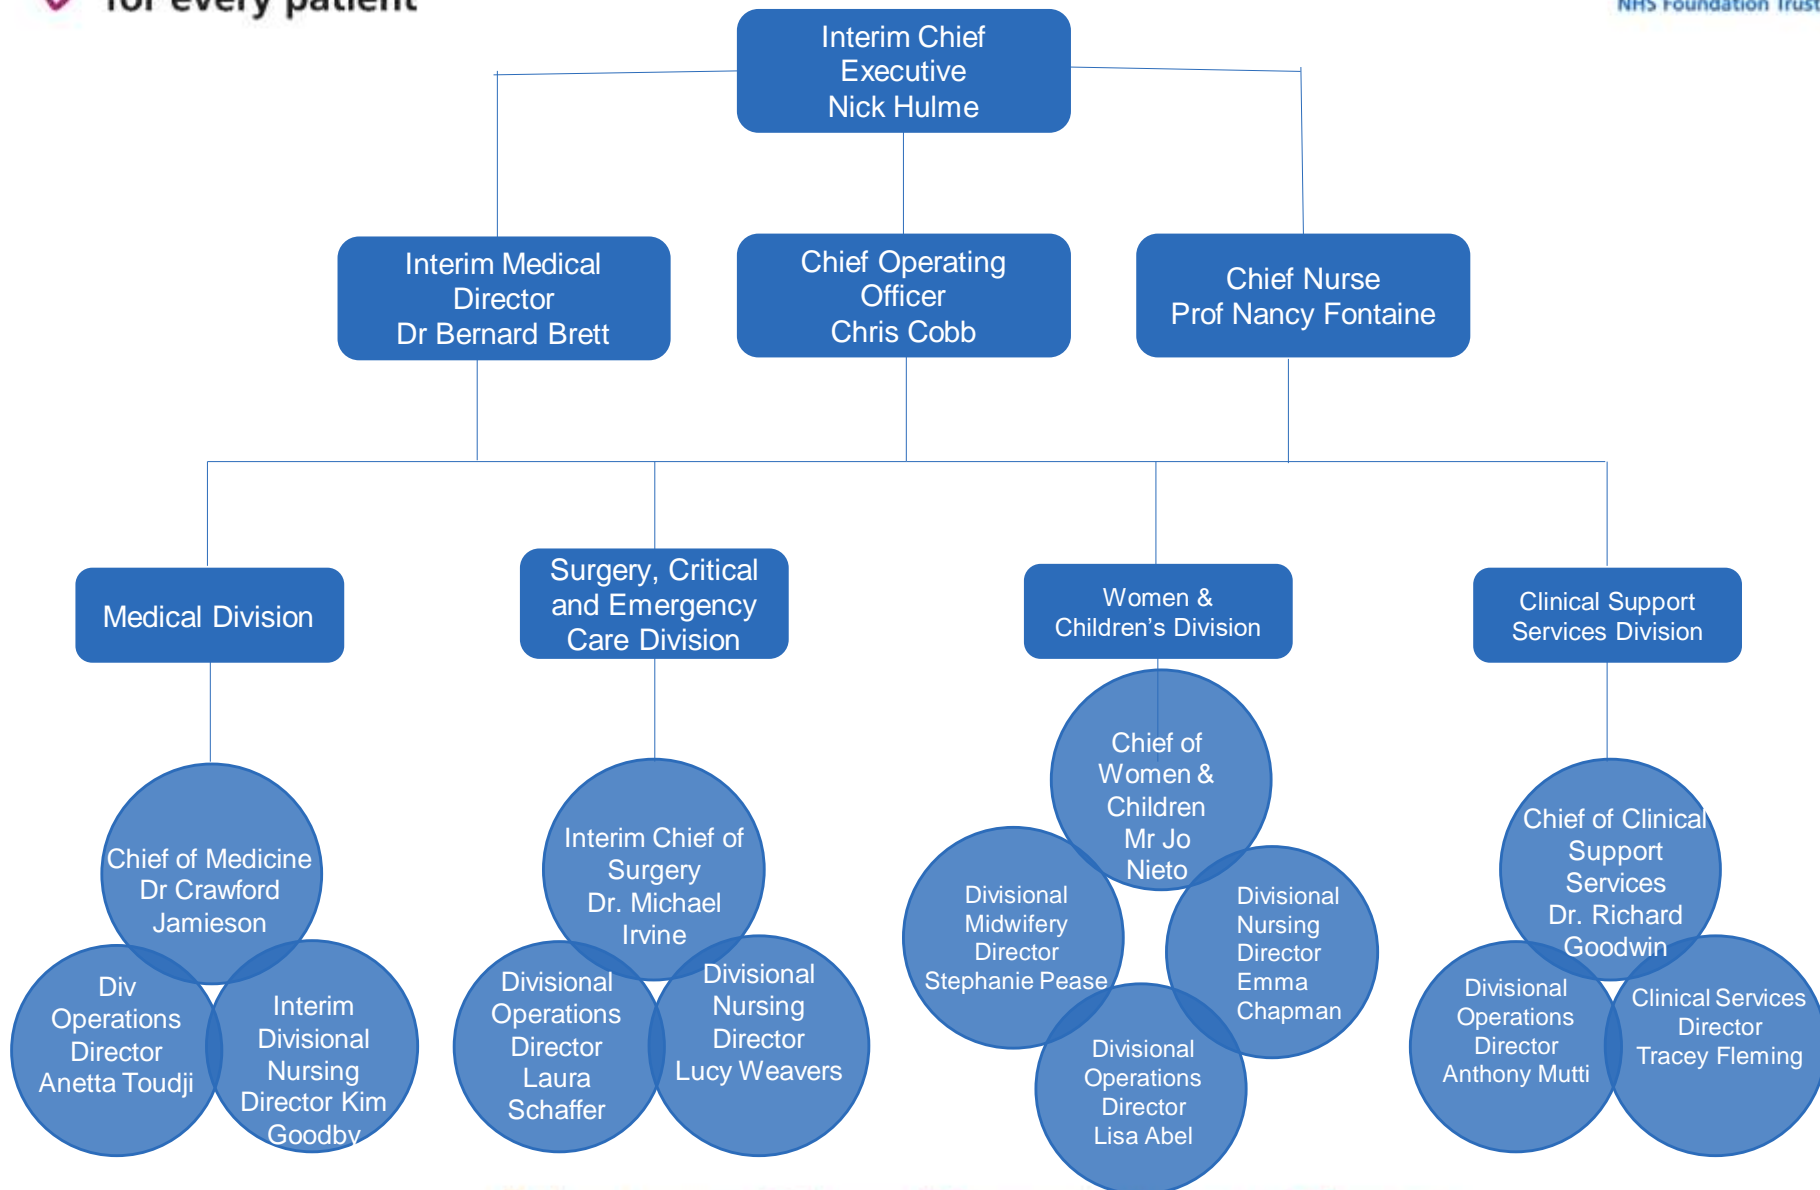 for every patient
NHS Foundation Trust
Interim Chief
Executive
Nick Hulme
Interim Medical
Director
Dr Bernard Brett
Chief Operating
Officer
Chris Cobb
Chief Nurse
Prof Nancy Fontaine
Medical Division
Surgery, Critical
and Emergency
Care Division
Women &
Children’s Division
Clinical Support
Services Division
Chief of Medicine
Dr Crawford
Jamieson
Div
Operations
Director
Anetta Toudji
Interim
Divisional
Nursing
Director Kim
Goodby
Interim Chief of
Surgery
Dr. Michael
Irvine
Divisional
Operations
Director
Laura
Schaffer
Divisional
Nursing
Director
Lucy Weavers
Chief of
Women &
Children
Mr Jo
Nieto
Divisional
Midwifery
Director
Stephanie Pease
Divisional
Nursing
Director
Emma
Chapman
Divisional
Operations
Director
Lisa Abel
Chief of Clinical
Support
Services
Dr. Richard
Goodwin
Divisional
Operations
Director
Anthony Mutti
Clinical Services
Director
Tracey Fleming